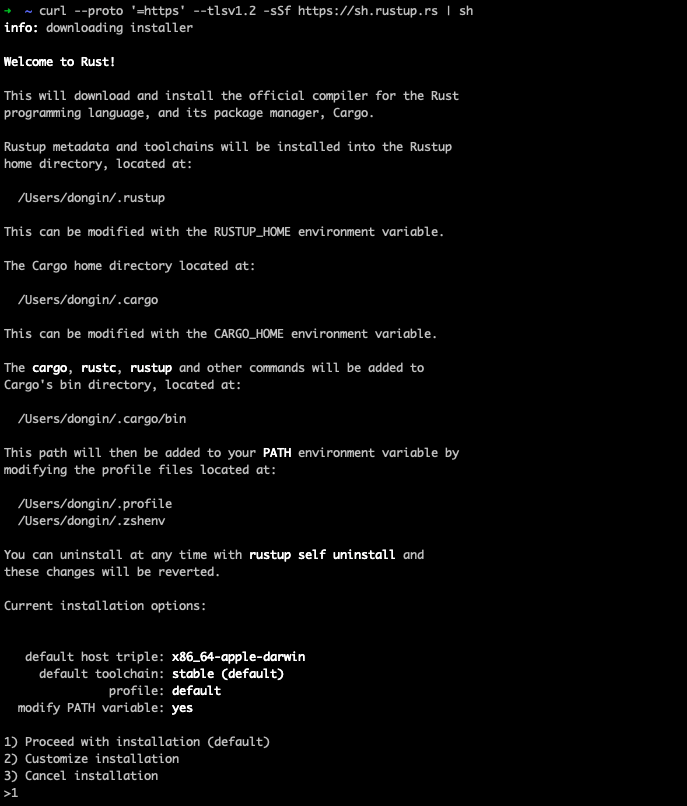 ➜  ~ curl --proto '=https' --tlsv1.2 -sSf https://sh.rustup.rs | sh
info: downloading installer

Welcome to Rust!

This will download and install the official compiler for the Rust
programming language, and its package manager, Cargo.

Rustup metadata and toolchains will be installed into the Rustup
home directory, located at:

  /Users/dongin/.rustup

This can be modified with the RUSTUP_HOME environment variable.

The Cargo home directory located at:

  /Users/dongin/.cargo

This can be modified with the CARGO_HOME environment variable.

The cargo, rustc, rustup and other commands will be added to
Cargo's bin directory, located at:

  /Users/dongin/.cargo/bin

This path will then be added to your PATH environment variable by
modifying the profile files located at:

  /Users/dongin/.profile
  /Users/dongin/.zshenv

You can uninstall at any time with rustup self uninstall and
these changes will be reverted.

Current installation options:


   default host triple: x86_64-apple-darwin
     default toolchain: stable (default)
               profile: default
  modify PATH variable: yes

1) Proceed with installation (default)
2) Customize installation
3) Cancel installation
>1